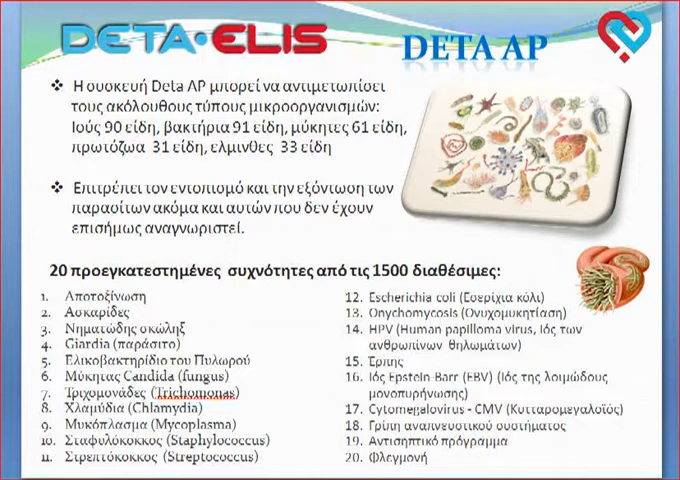 DETA·ELIS
DETA AP
❖ Η συσκευή Deta AP μπορεί να αντιμετωπίσει
τους ακόλουθους τύπους μικροοργανισμών:
Ιούς 90 είδη, βακτήρια 91 είδη, μύκητες 61 είδη,
πρωτόζωα 31 είδη, ελμινθες 33 είδη
❖ Επιτρέπει τον εντοπισμό και την εξόντωση των
παρασίτων ακόμα και αυτών που δεν έχουν
επισήμως αναγνωριστεί.
20 προεγκατεστημένες συχνότητες από τις 1500 διαθέσιμες:
1. Αποτοξίνωση
2. Ασκαρίδες
3. Νηματώδης σκώληξ
4. Giardia (παράσιτο)
5. Ελικοβακτηρίδιο του Πυλωρού
6. Μύκητας Candida (fungus)
7. Τριχομονάδες (Trichomonas)
8. Χλαμύδια (Chlamydia)
9. Μυκόπλασμα (Mycoplasma)
10. Σταφυλόκοκκος (Staphylococcus)
11. Στρεπτόκοκκος (Streptococcus)
12. Escherichia coli (Εσερίχια κόλι)
13. Onychomycosis (Ονυχομυκητίαση)
14. HPV (Human papilloma virus, Ιός των
ανθρωπίνων θηλωμάτων)
15. Έρπης
16. Ιός Epstein-Barr (EBV) (Ιός της λοιμώδους
μονοπυρήνωσης)
17. Cytomegalovirus - CMV (Κυτταρομεγαλοϊός)
18. Γρίπη αναπνευστικού συστήματος
19. Αντισηπτικό πρόγραμμα
20. Φλεγμονή